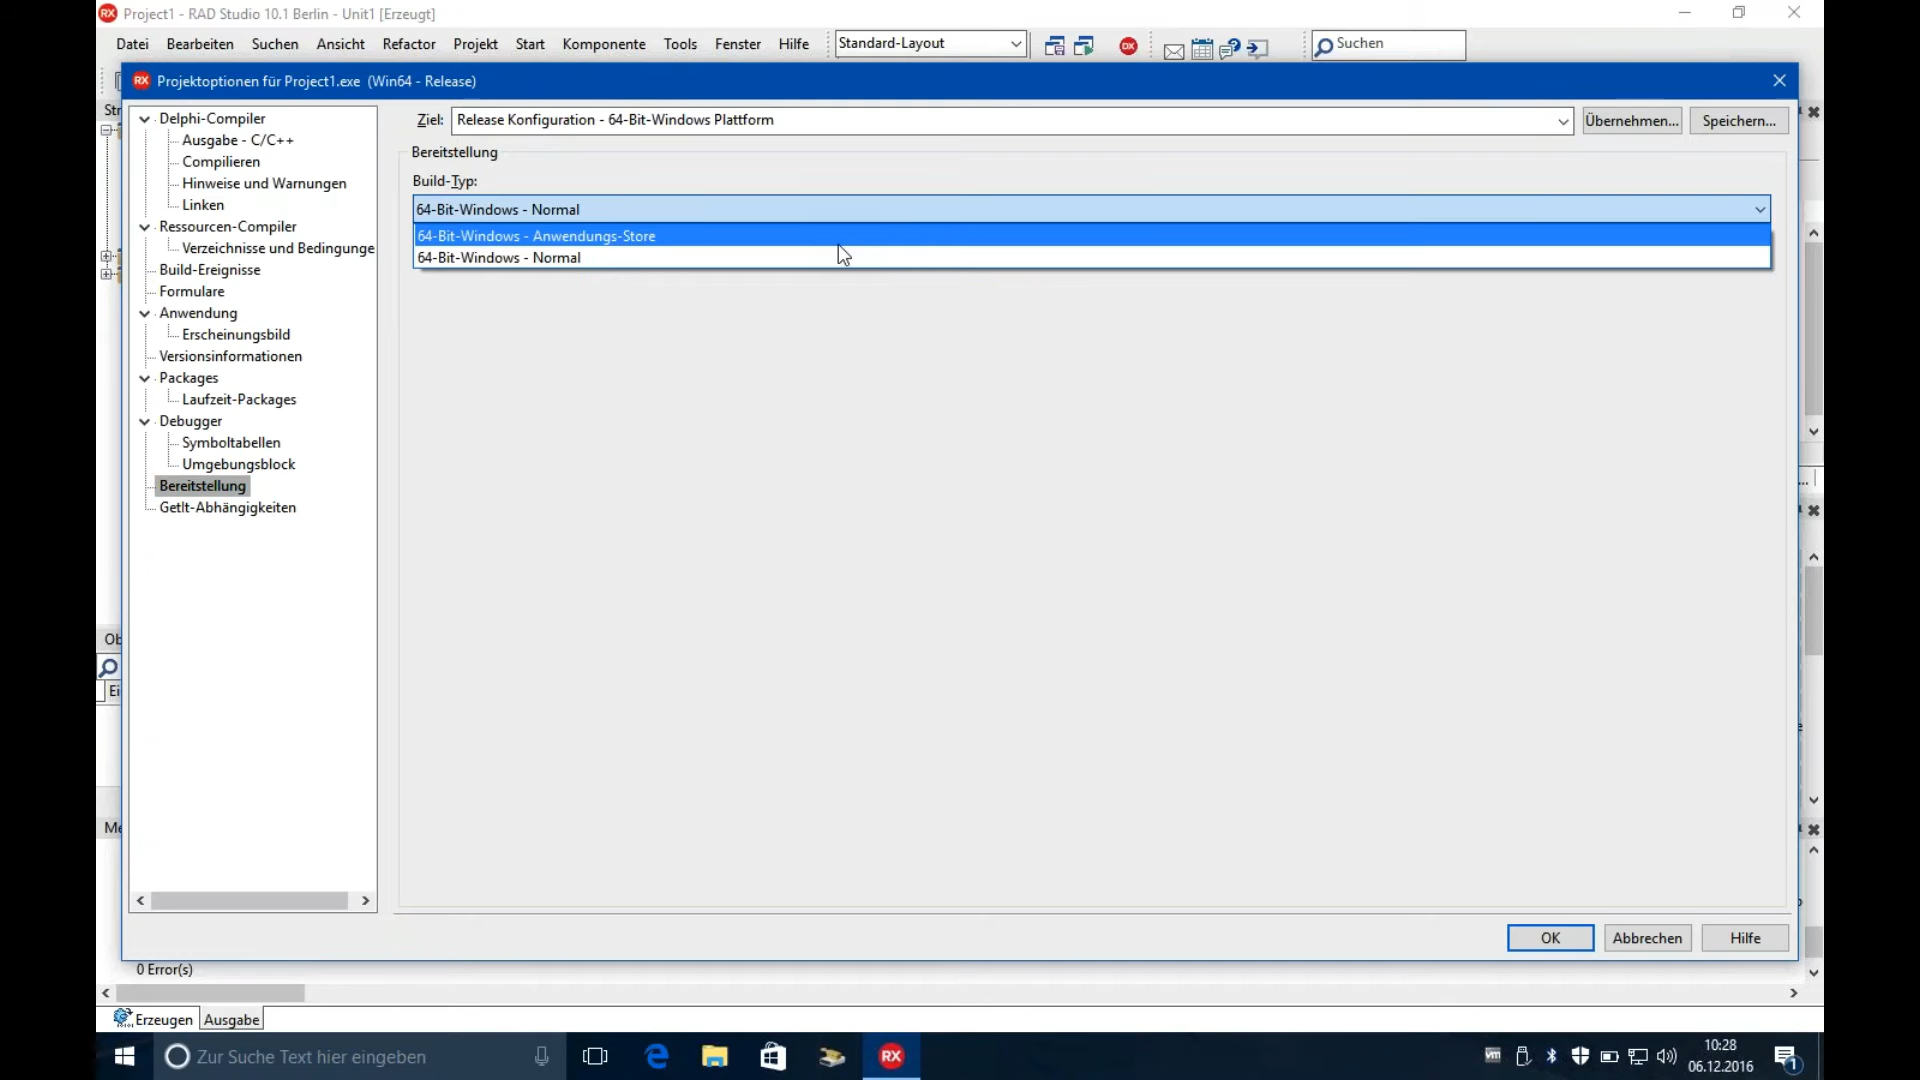 Project1 - RAD Studio 10.1 Berlin - Unit1 [Erzeugt]
Datei Bearbeiten Suchen Ansicht Refactor Projekt Start Komponente Tools Fenster Hilfe Standard-Layout Suchen
RX Projektoptionen für Project1.exe (Win64 - Release)
Delphi-Compiler
Ausgabe - C/C++
Compilieren
Hinweise und Warnungen
Linken
Ressourcen-Compiler
Verzeichnisse und Bedingunge
Build-Ereignisse
Formulare
Anwendung
Erscheinungsbild
Versionsinformationen
Packages
Laufzeit-Packages
Debugger
Symboltabellen
Umgebungsblock
Bereitstellung
GetIt-Abhängigkeiten
Ziel: Release Konfiguration - 64-Bit-Windows Plattform Übernehmen... Speichern...
Bereitstellung
Build-Typ:
64-Bit-Windows - Normal
64-Bit-Windows - Anwendungs-Store
64-Bit-Windows - Normal
OK Abbrechen Hilfe
0 Error(s)
Erzeugen Ausgabe
Zur Suche Text hier eingeben
RX
10:28
06.12.2016
1